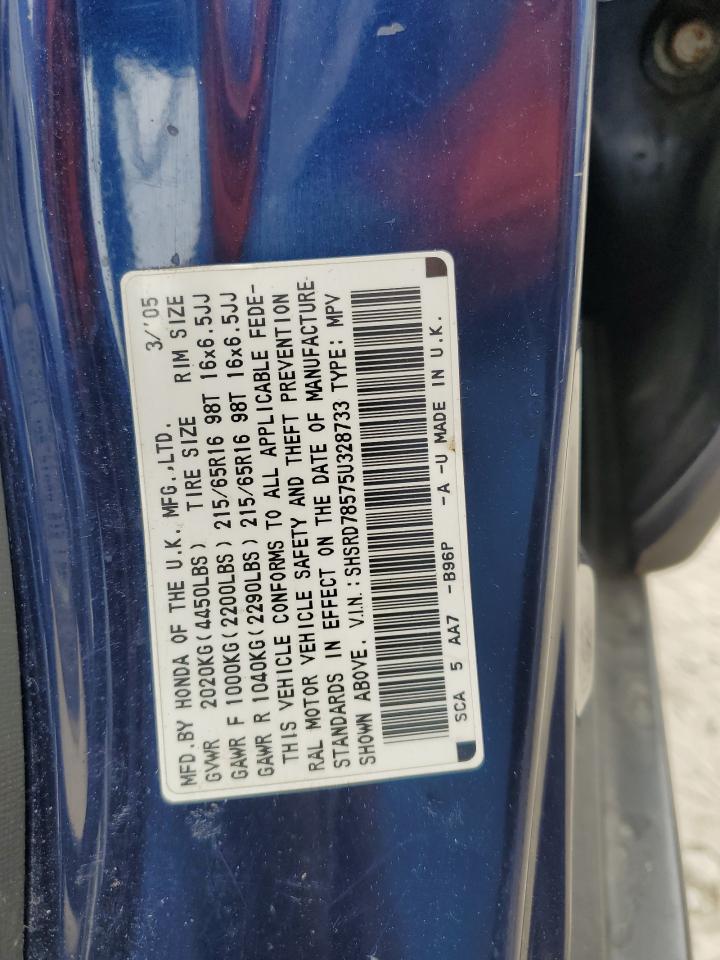 MFD.BY HONDA OF THE U.K. MFG.,LTD. 3/'05
GVWR 2020KG(4450LBS) TIRE SIZE RIM SIZE
GAWR F 1000KG(2200LBS) 215/65R16 98T 16x6.5JJ
GAWR R 1040KG(2290LBS) 215/65R16 98T 16x6.5JJ
THIS VEHICLE CONFORMS TO ALL APPLICABLE FEDE-
RAL MOTOR VEHICLE SAFETY AND THEFT PREVENTION
STANDARDS IN EFFECT ON THE DATE OF MANUFACTURE
SHOWN ABOVE. V.I.N.:SHSRD78575U328733 TYPE: MPV
SCA 5 AA7 -B96P -A -U MADE IN U.K.